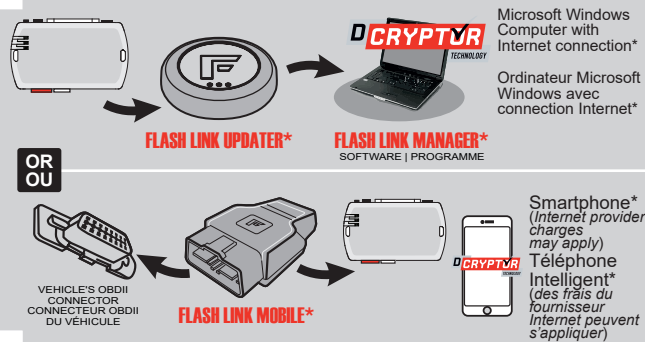 Microsoft Windows
Computer with
Internet connection*
Ordinateur Microsoft
Windows avec
connection Internet*
DCRYPTOR
TECHNOLOGY
FLASH LINK UPDATER*
FLASH LINK MANAGER*
SOFTWARE | PROGRAMME
OR
OU
VEHICLE'S OBDII
CONNECTOR
CONNECTEUR OBDII
DU VÉHICULE
FLASH LINK MOBILE*
DCRYPTOR
TECHNOLOGY
Smartphone*
(Internet provider
charges
may apply)
Téléphone
Intelligent*
(des frais du
fournisseur
Internet peuvent
s'appliquer)